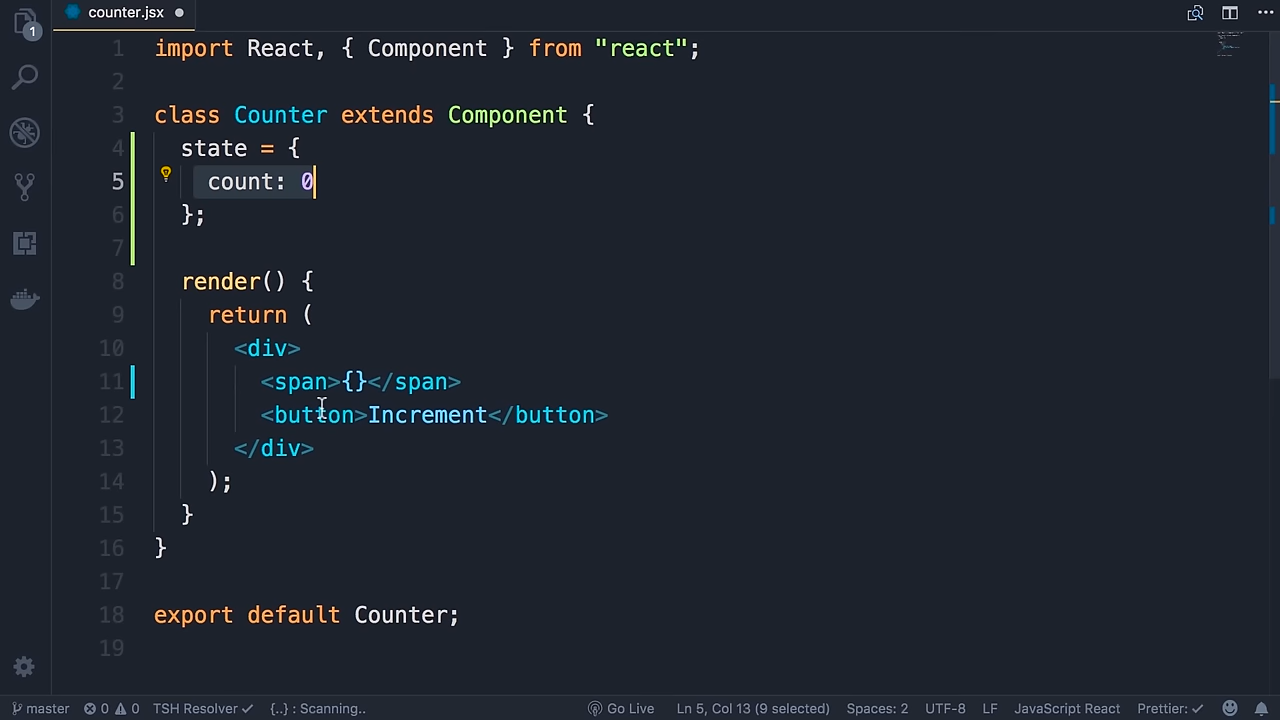 1
counter.jsx
1 import React, { Component } from "react";
2
3 class Counter extends Component {
4 state = {
5 count: 0
6 };
7
8 render() {
9 return (
10 <div>
11 <span>{}</span>
12 <button>Increment</button>
13 </div>
14 );
15 }
16 }
17
18 export default Counter;
19
master 0 0 TSH Resolver {..} : Scanning.. Go Live Ln 5, Col 13 (9 selected) Spaces: 2 UTF-8 LF JavaScript React Prettier: